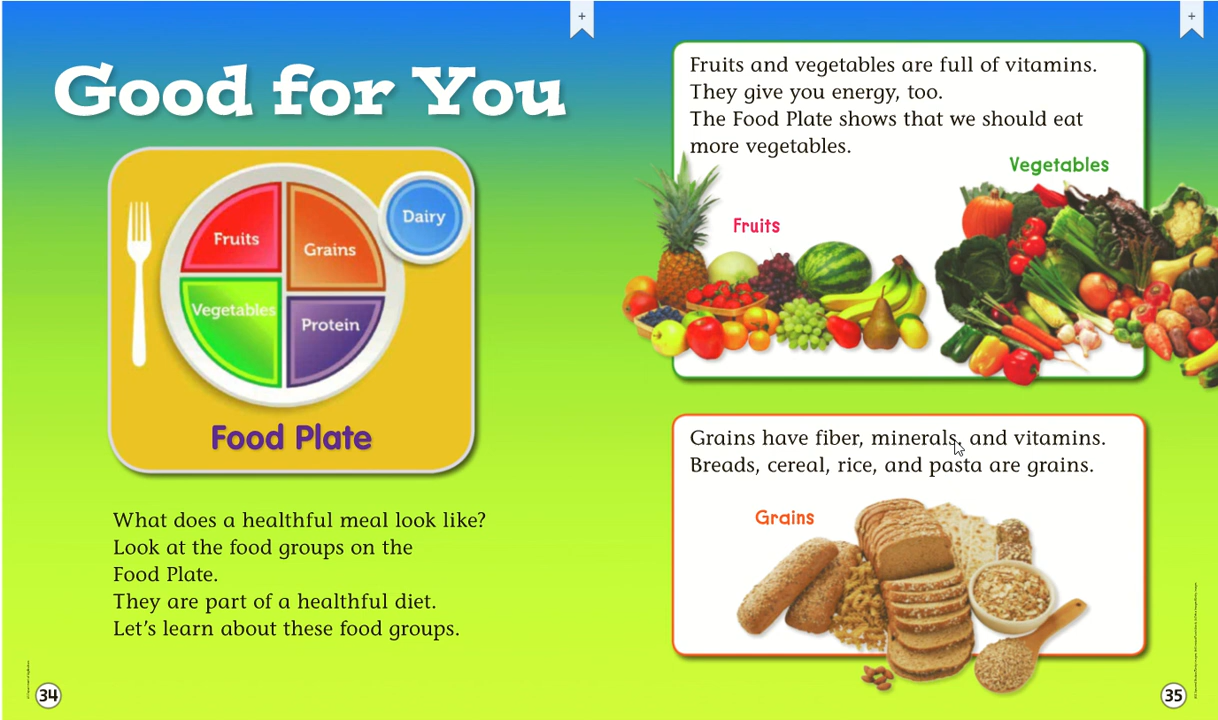 Good for You
Fruits
Grains
Dairy
Vegetables
Protein
Food Plate
What does a healthful meal look like?
Look at the food groups on the
Food Plate.
They are part of a healthful diet.
Let's learn about these food groups.
34
Fruits and vegetables are full of vitamins.
They give you energy, too.
The Food Plate shows that we should eat
more vegetables.
Vegetables
Fruits
Grains have fiber, minerals, and vitamins.
Breads, cereal, rice, and pasta are grains.
Grains
35